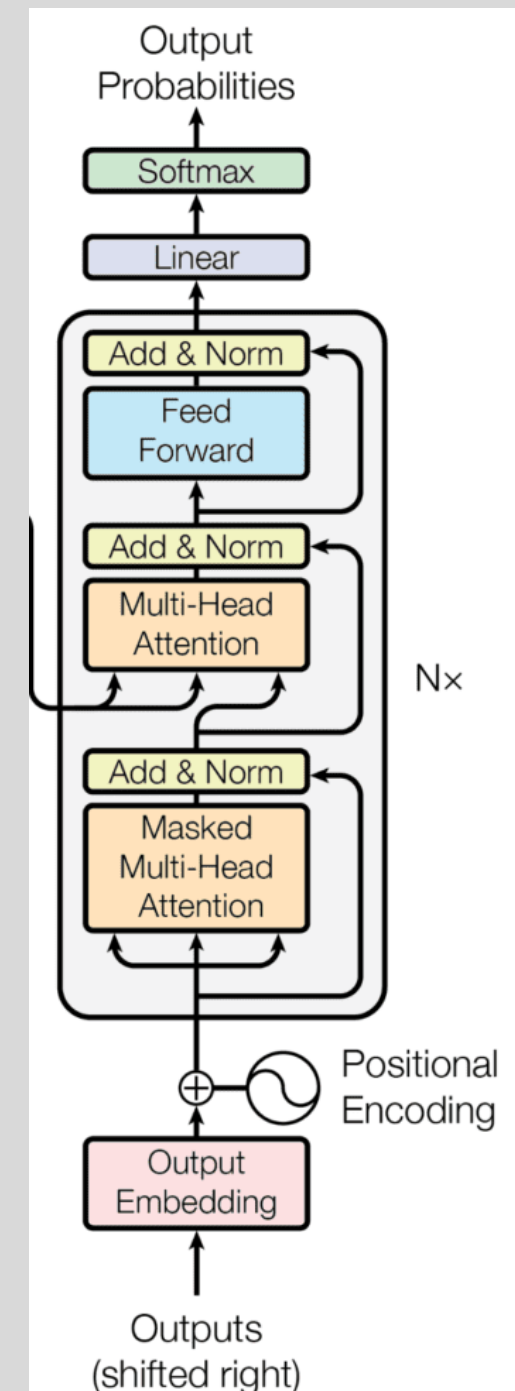 Output
Probabilities
Softmax
Linear
Add & Norm
Feed
Forward
Add & Norm
Multi-Head
Attention
N×
Add & Norm
Masked
Multi-Head
Attention
Positional
Encoding
Output
Embedding
Outputs
(shifted right)